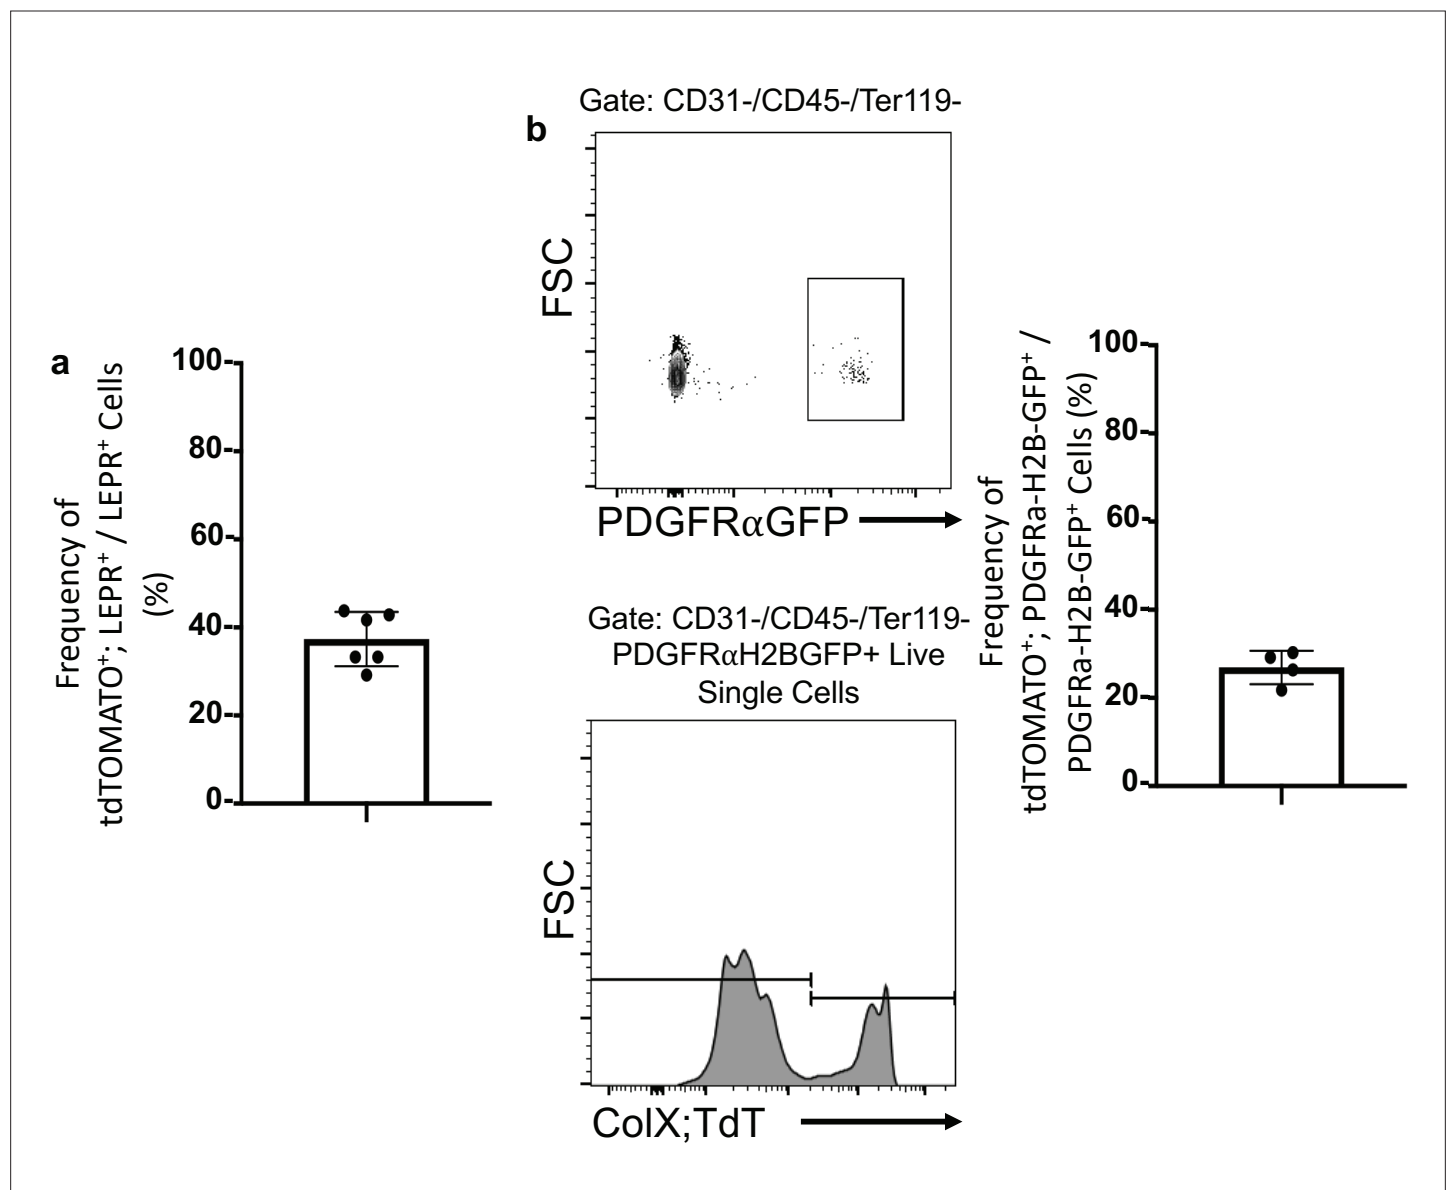 a
Frequency of
tdTOMATO⁺; LEPR⁺ / LEPR⁺ Cells
(%)
100
80
60
40
20
0
b
Gate: CD31-/CD45-/Ter119-
FSC
PDGFRαGFP
Gate: CD31-/CD45-/Ter119-
PDGFRαH2BGFP+ Live
Single Cells
FSC
ColX;TdT
Frequency of
tdTOMATO⁺; PDGFRa-H2B-GFP⁺ /
PDGFRa-H2B-GFP⁺ Cells (%)
100
80
60
40
20
0